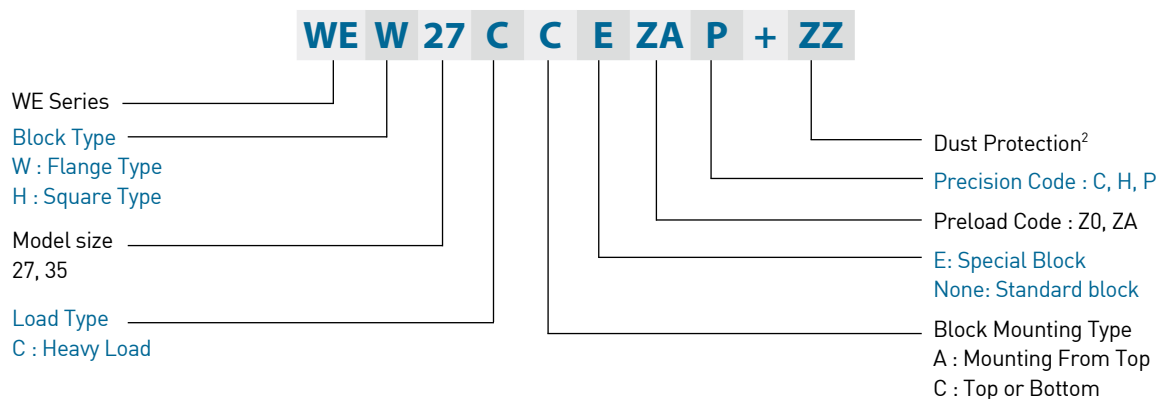 WE W 27 C C E ZA P + ZZ
WE Series
Block Type
W : Flange Type
H : Square Type
Model size
27, 35
Load Type
C : Heavy Load
Dust Protection²
Precision Code : C, H, P
Preload Code : Z0, ZA
E: Special Block
None: Standard block
Block Mounting Type
A : Mounting From Top
C : Top or Bottom